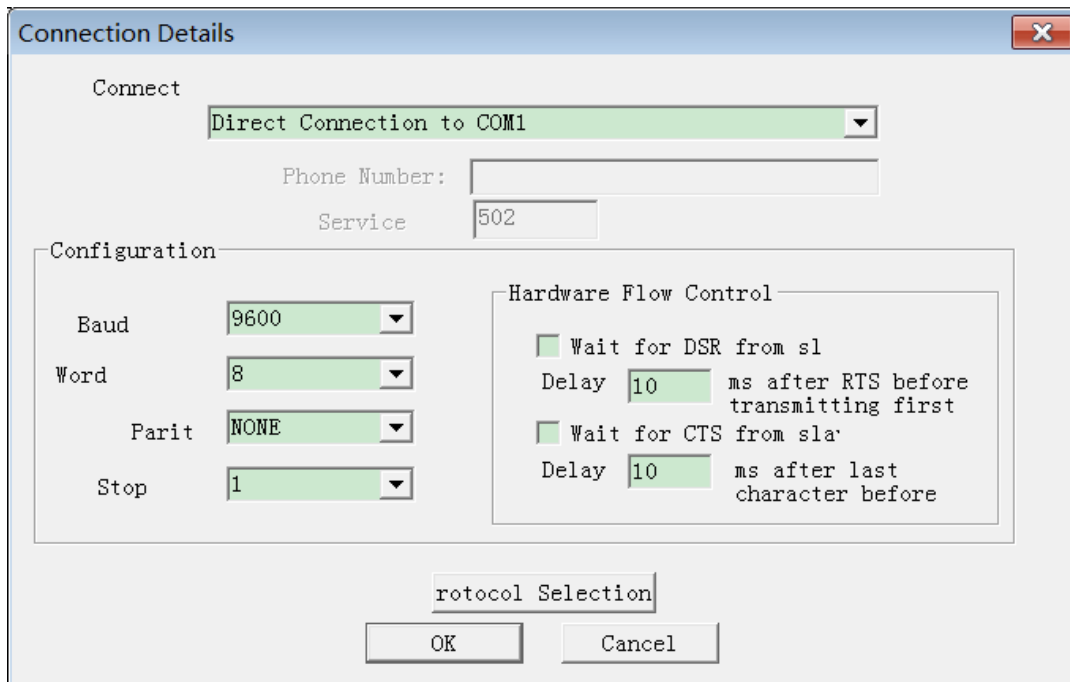 Connection Details
Connect
Direct Connection to COM1
Phone Number:
Service
502
Configuration
Baud
9600
Word
8
Parit
NONE
Stop
1
Hardware Flow Control
Wait for DSR from sl
Delay
10
ms after RTS before
transmitting first
Wait for CTS from sla
Delay
10
ms after last
character before
rotocol Selection
OK
Cancel